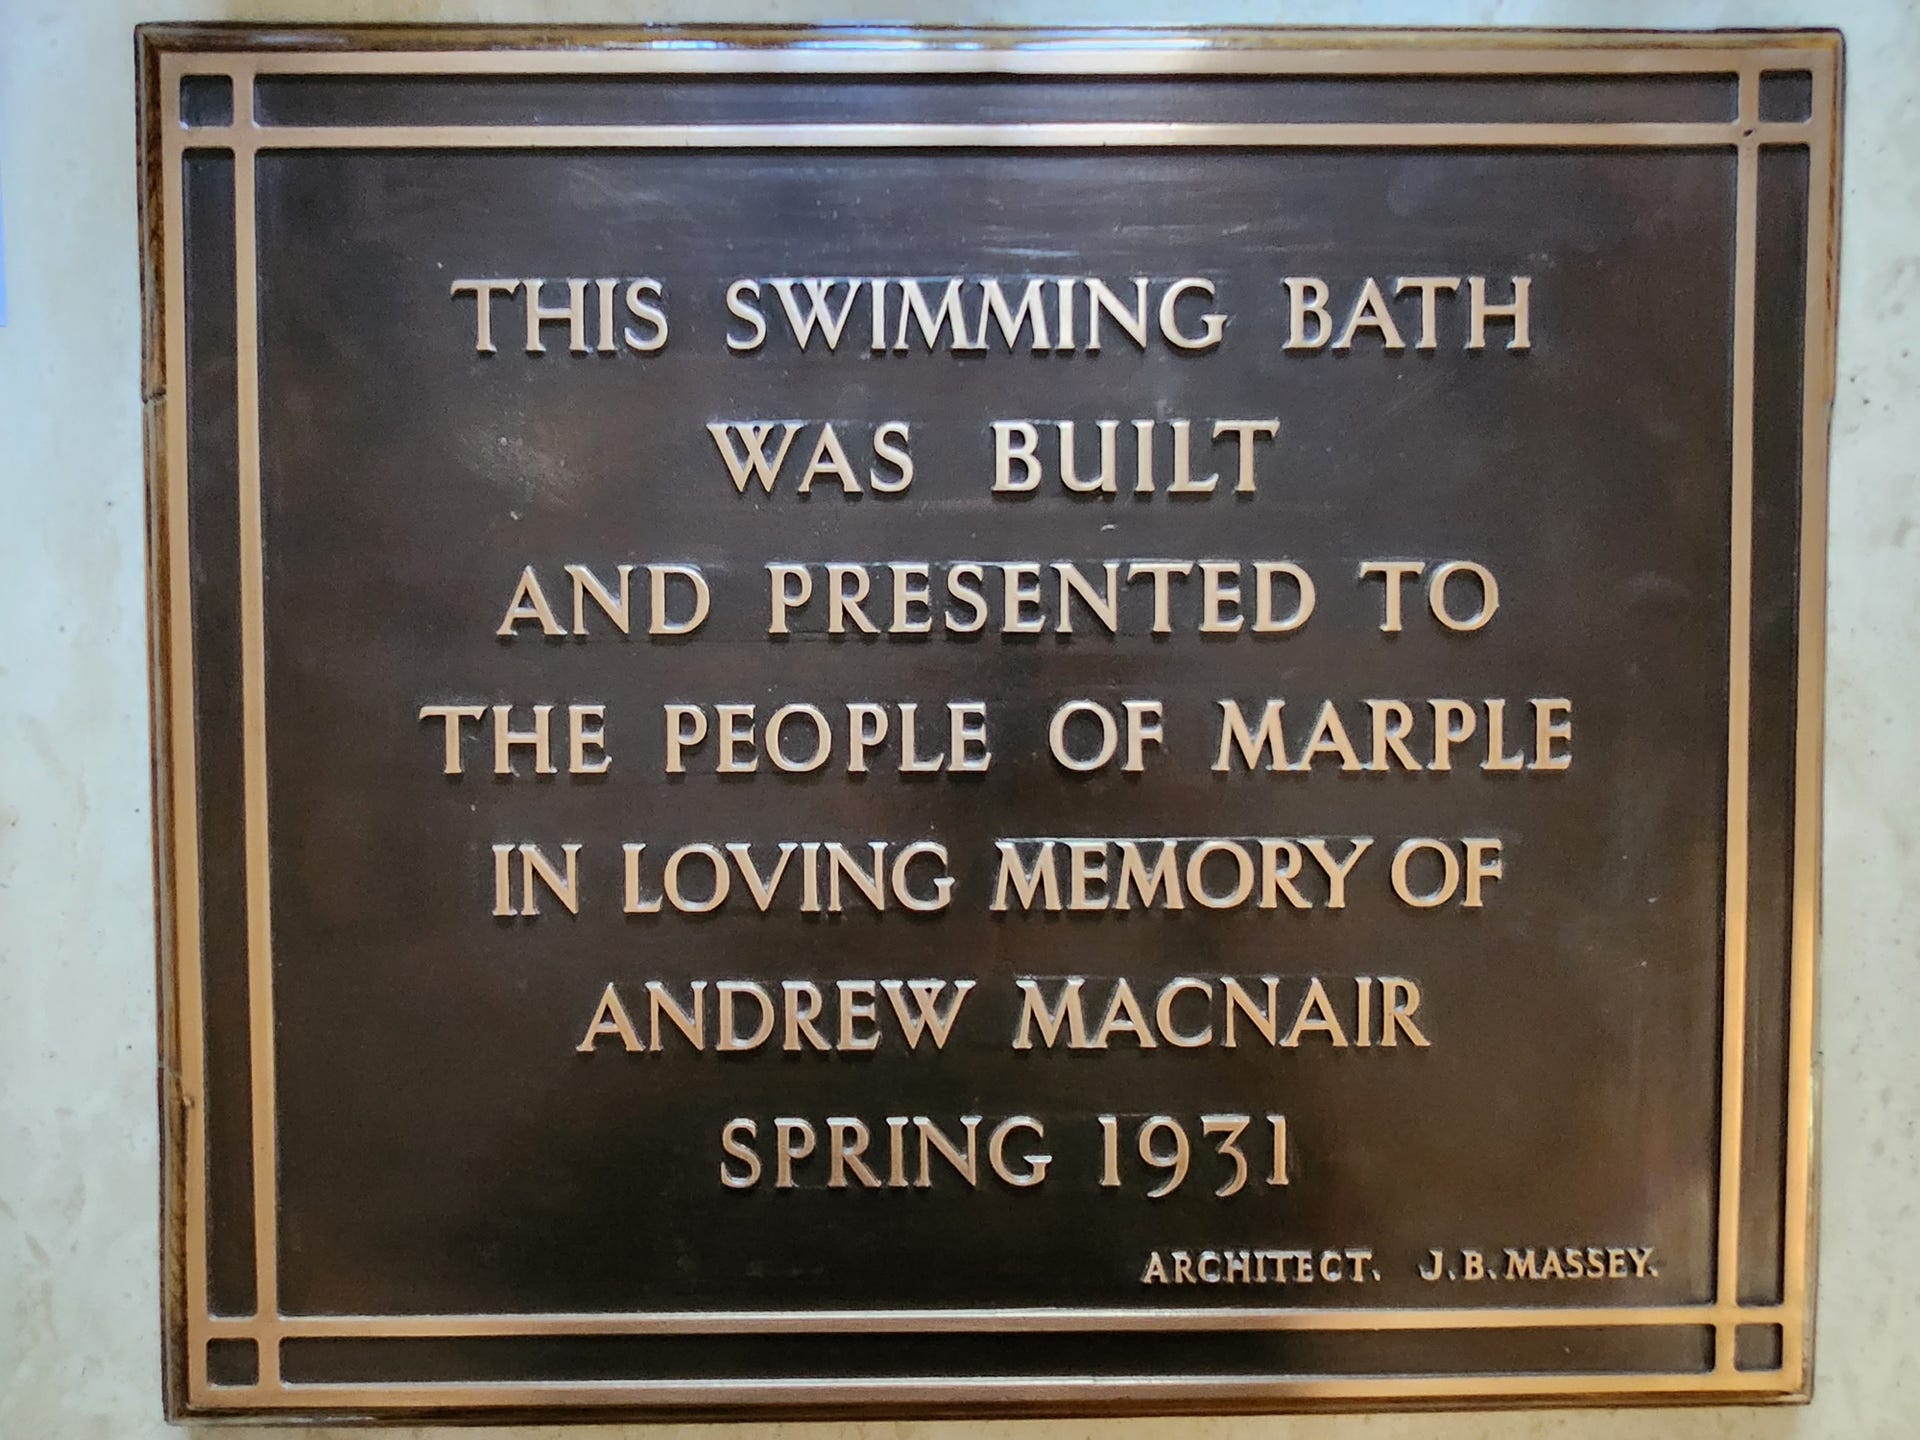 THIS SWIMMING BATH
WAS BUILT
AND PRESENTED TO
THE PEOPLE OF MARPLE
IN LOVING MEMORY OF
ANDREW MACNAIR
SPRING 1931
ARCHITECT. J.B.MASSEY.